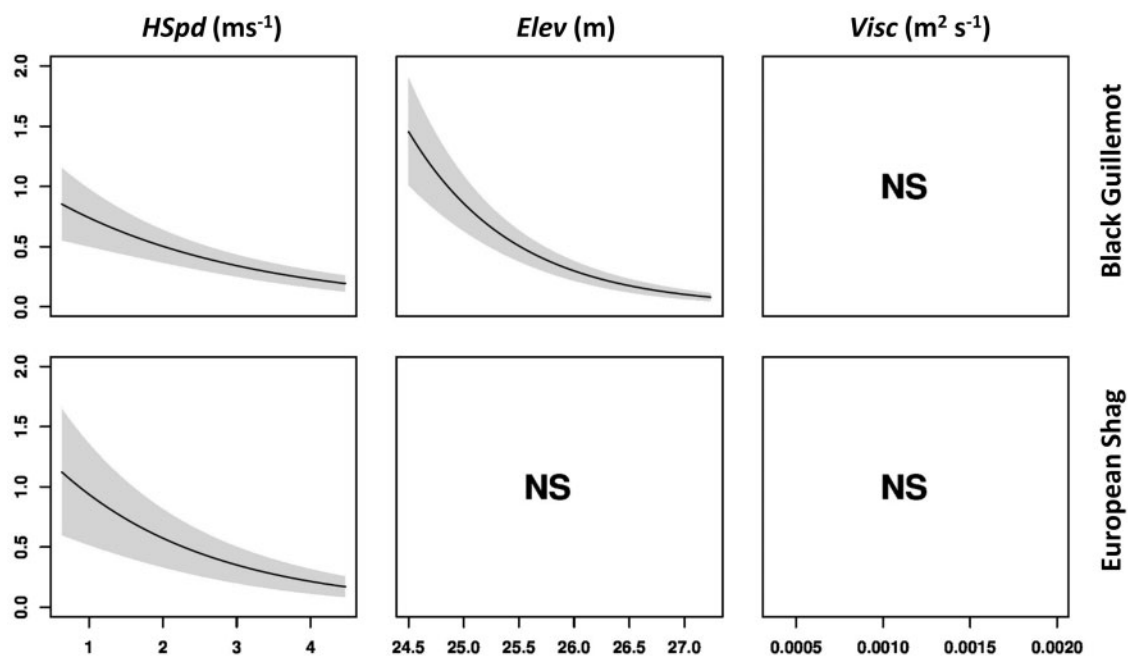 HSpd (ms⁻¹) Elev (m) Visc (m² s⁻¹)
2.0
1.5
1.0
0.5
0.0
NS
Black Guillemot
2.0
1.5
1.0
0.5
0.0
NS
NS
European Shag
1 2 3 4
24.5 25.0 25.5 26.0 26.5 27.0
0.0005 0.0010 0.0015 0.0020